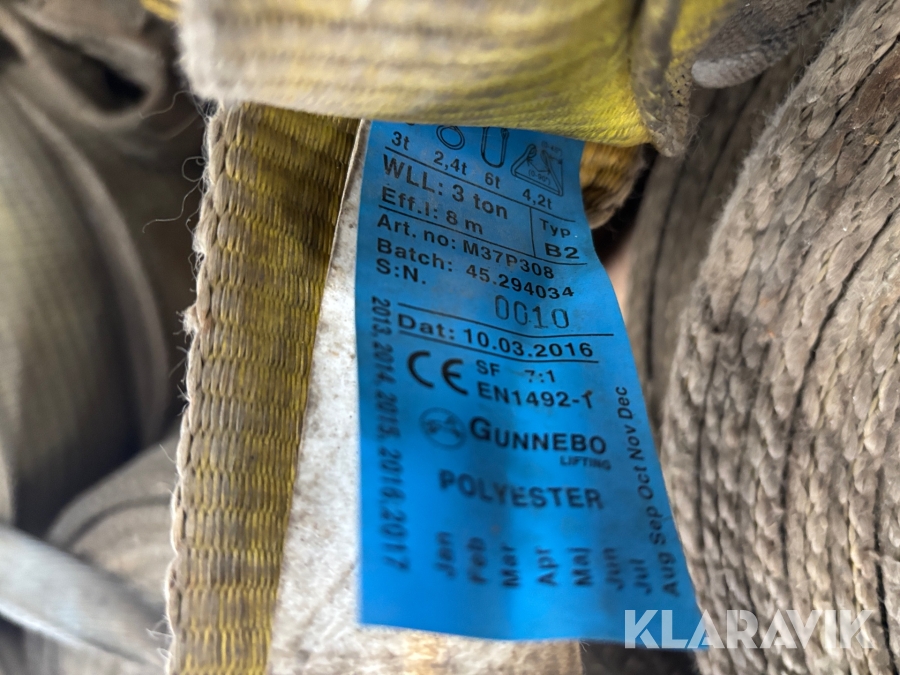 3t 2,4t 6t 4,2t
WLL: 3 ton
Eff.l: 8 m
Typ
B2
Art. no: M37P308
Batch: 45.294034
S:N. 0010
Dat: 10.03.2016
CE SF 7:1
EN1492-1
GUNNEBO
LIFTING
POLYESTER
2013.2014.2015.2016.2017
Jan Feb Mar Apr Maj Jun Jul Aug Sep Oct Nov Dec
KLARAVIK